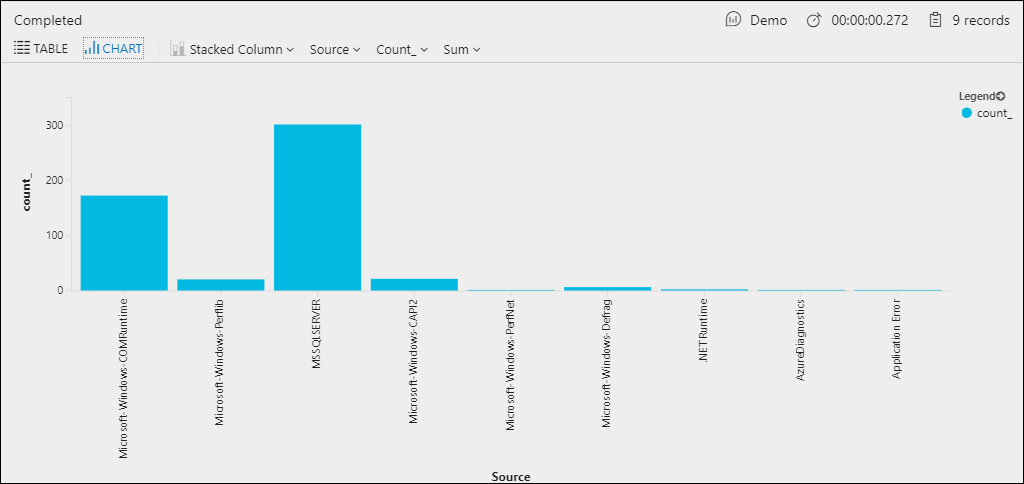 Completed
Demo 00:00:00.272 9 records
TABLE CHART Stacked Column Source Count_ Sum
Legend
count_
300
200
100
0
count_
Microsoft-Windows-COMRuntime
Microsoft-Windows-Perflib
MSSQLSERVER
Microsoft-Windows-CAPI2
Microsoft-Windows-PerfNet
Microsoft-Windows-Defrag
.NET Runtime
AzureDiagnostics
Application Error
Source